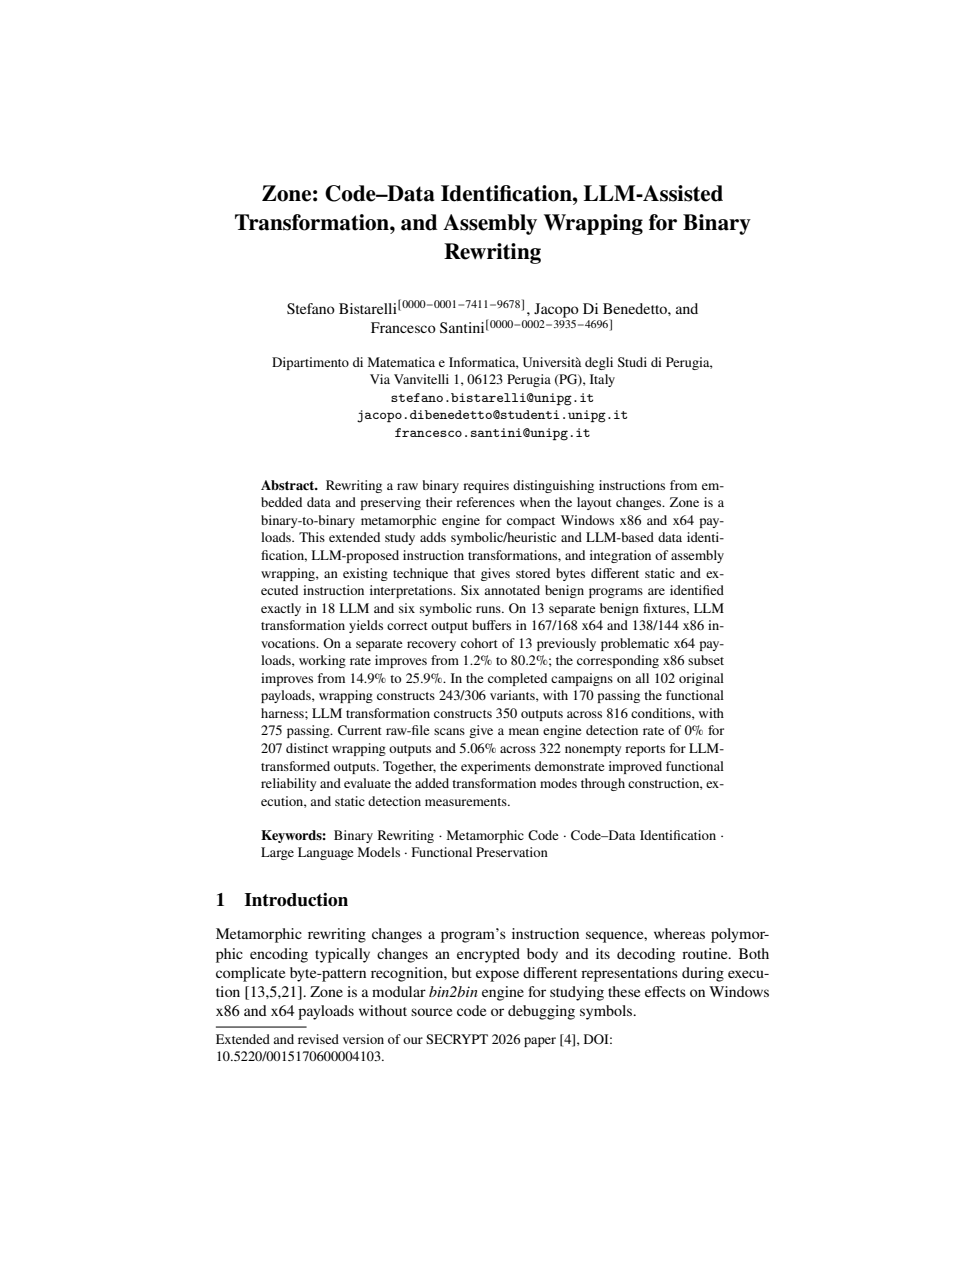 Zone: Code–Data Identification, LLM-Assisted
Transformation, and Assembly Wrapping for Binary
Rewriting
Stefano Bistarelli[0000−0001−7411−9678], Jacopo Di Benedetto, and
Francesco Santini[0000−0002−3935−4696]
Dipartimento di Matematica e Informatica, Università degli Studi di Perugia,
Via Vanvitelli 1, 06123 Perugia (PG), Italy
stefano.bistarelli@unipg.it
jacopo.dibenedetto@studenti.unipg.it
francesco.santini@unipg.it
Abstract. Rewriting a raw binary requires distinguishing instructions from em-
bedded data and preserving their references when the layout changes. Zone is a
binary-to-binary metamorphic engine for compact Windows x86 and x64 pay-
loads. This extended study adds symbolic/heuristic and LLM-based data identi-
fication, LLM-proposed instruction transformations, and integration of assembly
wrapping, an existing technique that gives stored bytes different static and ex-
ecuted instruction interpretations. Six annotated benign programs are identified
exactly in 18 LLM and six symbolic runs. On 13 separate benign fixtures, LLM
transformation yields correct output buffers in 167/168 x64 and 138/144 x86 in-
vocations. On a separate recovery cohort of 13 previously problematic x64 pay-
loads, working rate improves from 1.2% to 80.2%; the corresponding x86 subset
improves from 14.9% to 25.9%. In the completed campaigns on all 102 original
payloads, wrapping constructs 243/306 variants, with 170 passing the functional
harness; LLM transformation constructs 350 outputs across 816 conditions, with
275 passing. Current raw-file scans give a mean engine detection rate of 0% for
207 distinct wrapping outputs and 5.06% across 322 nonempty reports for LLM-
transformed outputs. Together, the experiments demonstrate improved functional
reliability and evaluate the added transformation modes through construction, ex-
ecution, and static detection measurements.
Keywords: Binary Rewriting · Metamorphic Code · Code–Data Identification ·
Large Language Models · Functional Preservation
1 Introduction
Metamorphic rewriting changes a program's instruction sequence, whereas polymor-
phic encoding typically changes an encrypted body and its decoding routine. Both
complicate byte-pattern recognition, but expose different representations during execu-
tion [13,5,21]. Zone is a modular bin2bin engine for studying these effects on Windows
x86 and x64 payloads without source code or debugging symbols.
Extended and revised version of our SECRYPT 2026 paper [4], DOI:
10.5220/0015170600004103.